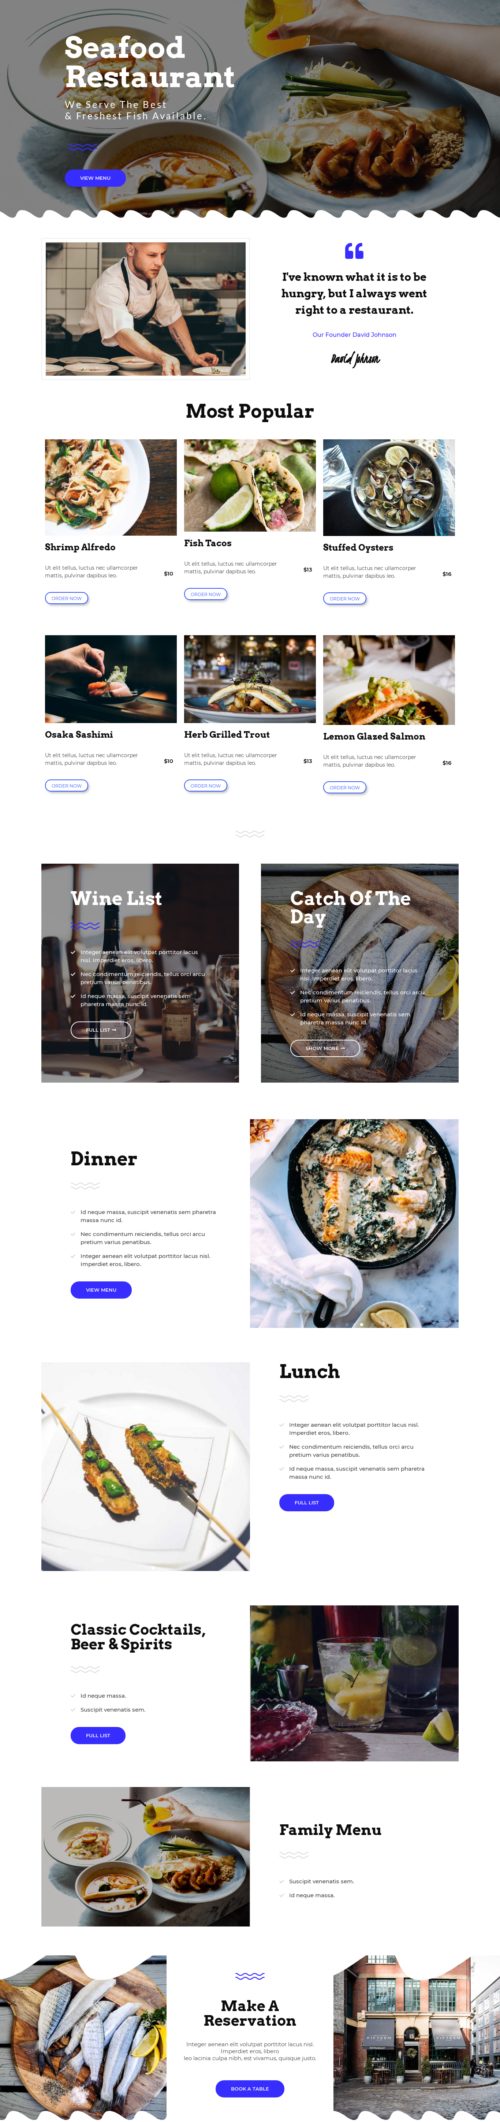 Seafood
Restaurant
We Serve The Best
& Freshest Fish Available.
VIEW MENU
I've known what it is to be
hungry, but I always went
right to a restaurant.
Our Founder David Johnson
David Johnson
Most Popular
Shrimp Alfredo
Ut elit tellus, luctus nec ullamcorper
mattis, pulvinar dapibus leo.
$10
ORDER NOW
Fish Tacos
Ut elit tellus, luctus nec ullamcorper
mattis, pulvinar dapibus leo.
$13
ORDER NOW
Stuffed Oysters
Ut elit tellus, luctus nec ullamcorper
mattis, pulvinar dapibus leo.
$16
ORDER NOW
Osaka Sashimi
Ut elit tellus, luctus nec ullamcorper
mattis, pulvinar dapibus leo.
$10
ORDER NOW
Herb Grilled Trout
Ut elit tellus, luctus nec ullamcorper
mattis, pulvinar dapibus leo.
$13
ORDER NOW
Lemon Glazed Salmon
Ut elit tellus, luctus nec ullamcorper
mattis, pulvinar dapibus leo.
$16
ORDER NOW
Wine List
Integer aenean elit volutpat porttitor lacus
nisl. Imperdiet eros, libero.
Nec condimentum reiciendis, tellus orci arcu
pretium varius penatibus.
Id neque massa, suscipit venenatis sem
pharetra massa nunc id.
FULL LIST →
Catch Of The
Day
Integer aenean elit volutpat porttitor lacus
nisl. Imperdiet eros, libero.
Nec condimentum reiciendis, tellus orci arcu
pretium varius penatibus.
Id neque massa, suscipit venenatis sem
pharetra massa nunc id.
SHOW MORE →
Dinner
Id neque massa, suscipit venenatis sem pharetra
massa nunc id.
Nec condimentum reiciendis, tellus orci arcu
pretium varius penatibus.
Integer aenean elit volutpat porttitor lacus nisl.
Imperdiet eros, libero.
VIEW MENU
Lunch
Integer aenean elit volutpat porttitor lacus nisl.
Imperdiet eros, libero.
Nec condimentum reiciendis, tellus orci arcu
pretium varius penatibus.
Id neque massa, suscipit venenatis sem pharetra
massa nunc id.
FULL LIST
Classic Cocktails,
Beer & Spirits
Id neque massa.
Suscipit venenatis sem.
FULL LIST
Family Menu
Suscipit venenatis sem.
Id neque massa.
Make A
Reservation
Integer aenean elit volutpat porttitor lacus nisl.
Imperdiet eros, libero
leo lacinia culpa nibh, est vivamus, quisque justo.
BOOK A TABLE